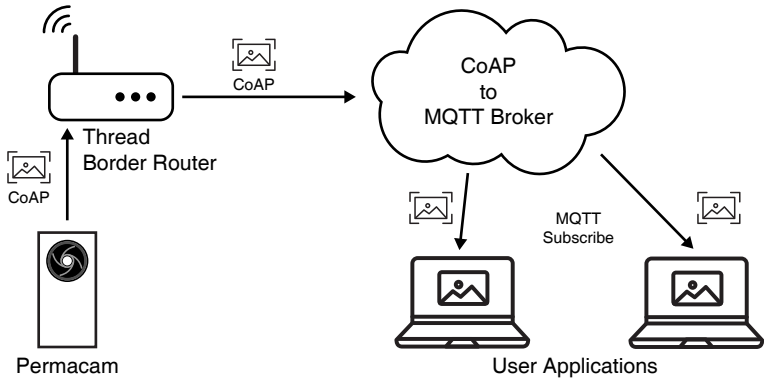 CoAP
CoAP
to
MQTT Broker
Thread
Border Router
CoAP
MQTT
Subscribe
Permacam
User Applications